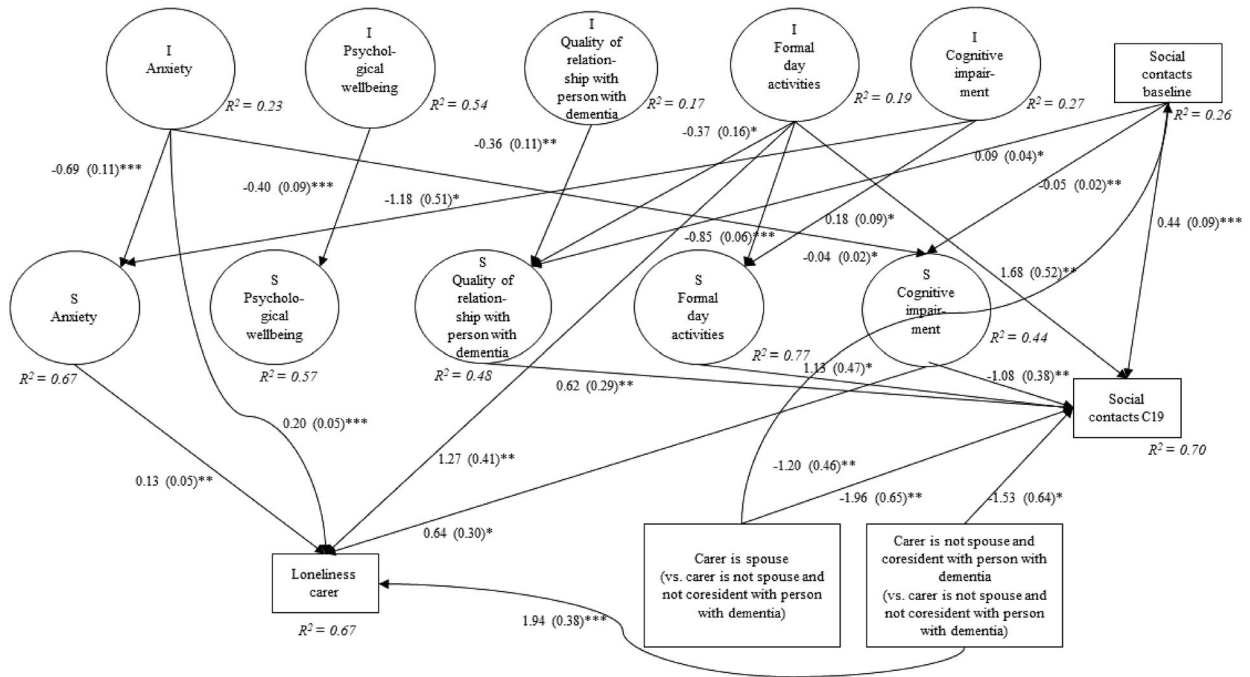 I
Anxiety
R² = 0.23
I
Psychol-
ogical
wellbeing
R² = 0.54
I
Quality of
relation-
ship with
person with
dementia
R² = 0.17
I
Formal
day
activities
R² = 0.19
I
Cognitive
impair-
ment
R² = 0.27
Social
contacts
baseline
R² = 0.26
-0.69 (0.11)***
-0.40 (0.09)***
-0.36 (0.11)**
-0.37 (0.16)*
-1.18 (0.51)*
0.09 (0.04)*
-0.05 (0.02)**
0.44 (0.09)***
-0.85 (0.06)***
0.18 (0.09)*
-0.04 (0.02)*
1.68 (0.52)**
S
Anxiety
R² = 0.67
S
Psycholo-
gical
wellbeing
R² = 0.57
S
Quality of
relation-
ship with
person with
dementia
R² = 0.48
S
Formal
day
activities
R² = 0.77
S
Cognitive
impair-
ment
R² = 0.44
0.62 (0.29)**
1.13 (0.47)*
-1.08 (0.38)**
Social
contacts C19
R² = 0.70
0.20 (0.05)***
0.13 (0.05)**
1.27 (0.41)**
0.64 (0.30)*
-1.20 (0.46)**
-1.96 (0.65)**
-1.53 (0.64)*
Loneliness
carer
R² = 0.67
Carer is spouse
(vs. carer is not spouse and
not coresident with person
with dementia)
Carer is not spouse and
coresident with person with
dementia
(vs. carer is not spouse and
not coresident with person
with dementia)
1.94 (0.38)***